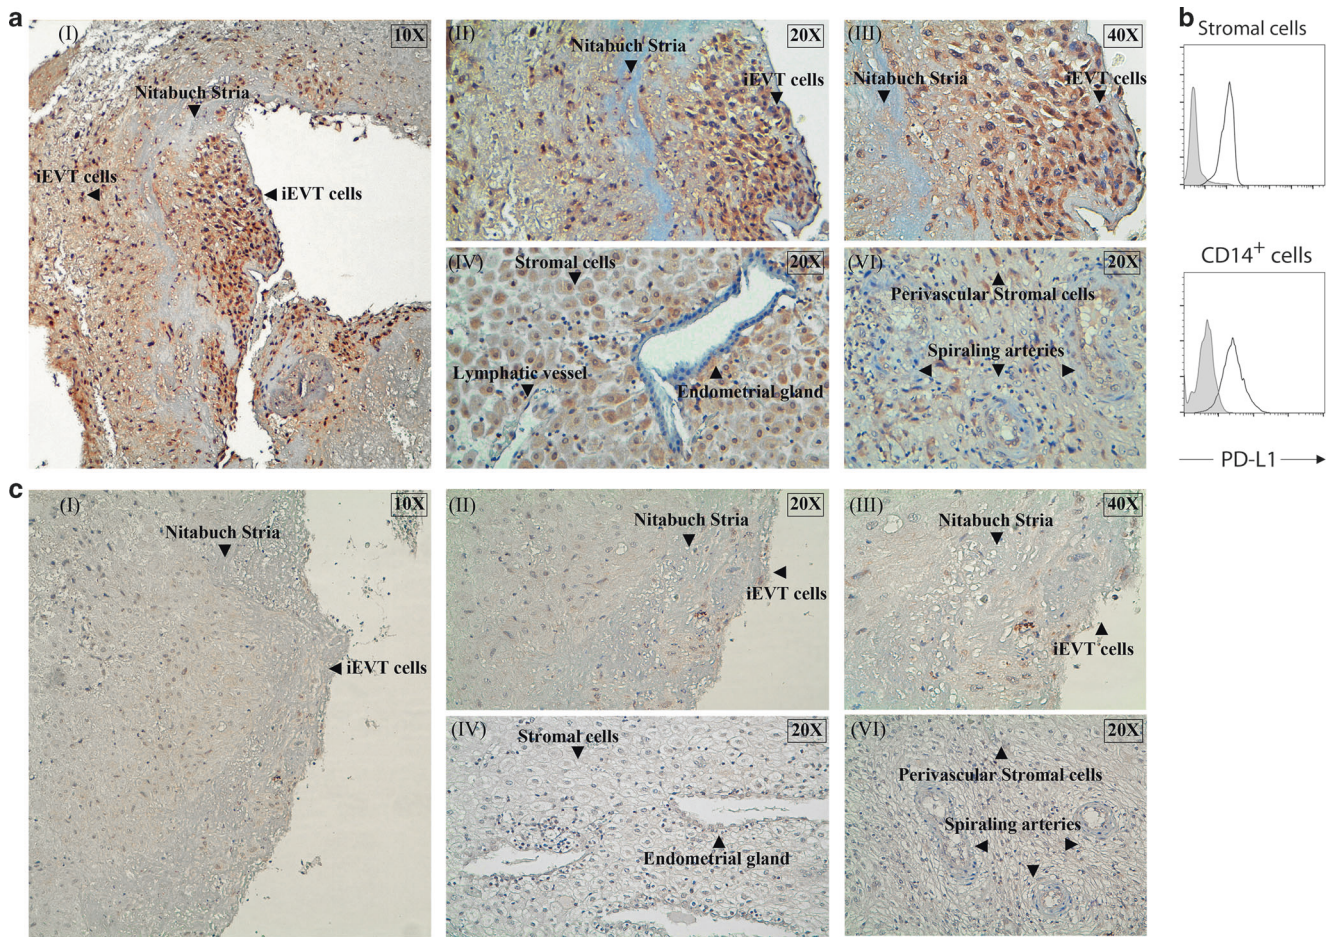 a
(I)
10X
Nitabuch Stria
iEVT cells
iEVT cells
(II)
20X
Nitabuch Stria
iEVT cells
(III)
40X
Nitabuch Stria
iEVT cells
(IV)
20X
Stromal cells
Lymphatic vessel
Endometrial gland
(VI)
20X
Perivascular Stromal cells
Spiraling arteries
b
Stromal cells
CD14⁺ cells
PD-L1
c
(I)
10X
Nitabuch Stria
iEVT cells
(II)
20X
Nitabuch Stria
iEVT cells
(III)
40X
Nitabuch Stria
iEVT cells
(IV)
20X
Stromal cells
Endometrial gland
(VI)
20X
Perivascular Stromal cells
Spiraling arteries